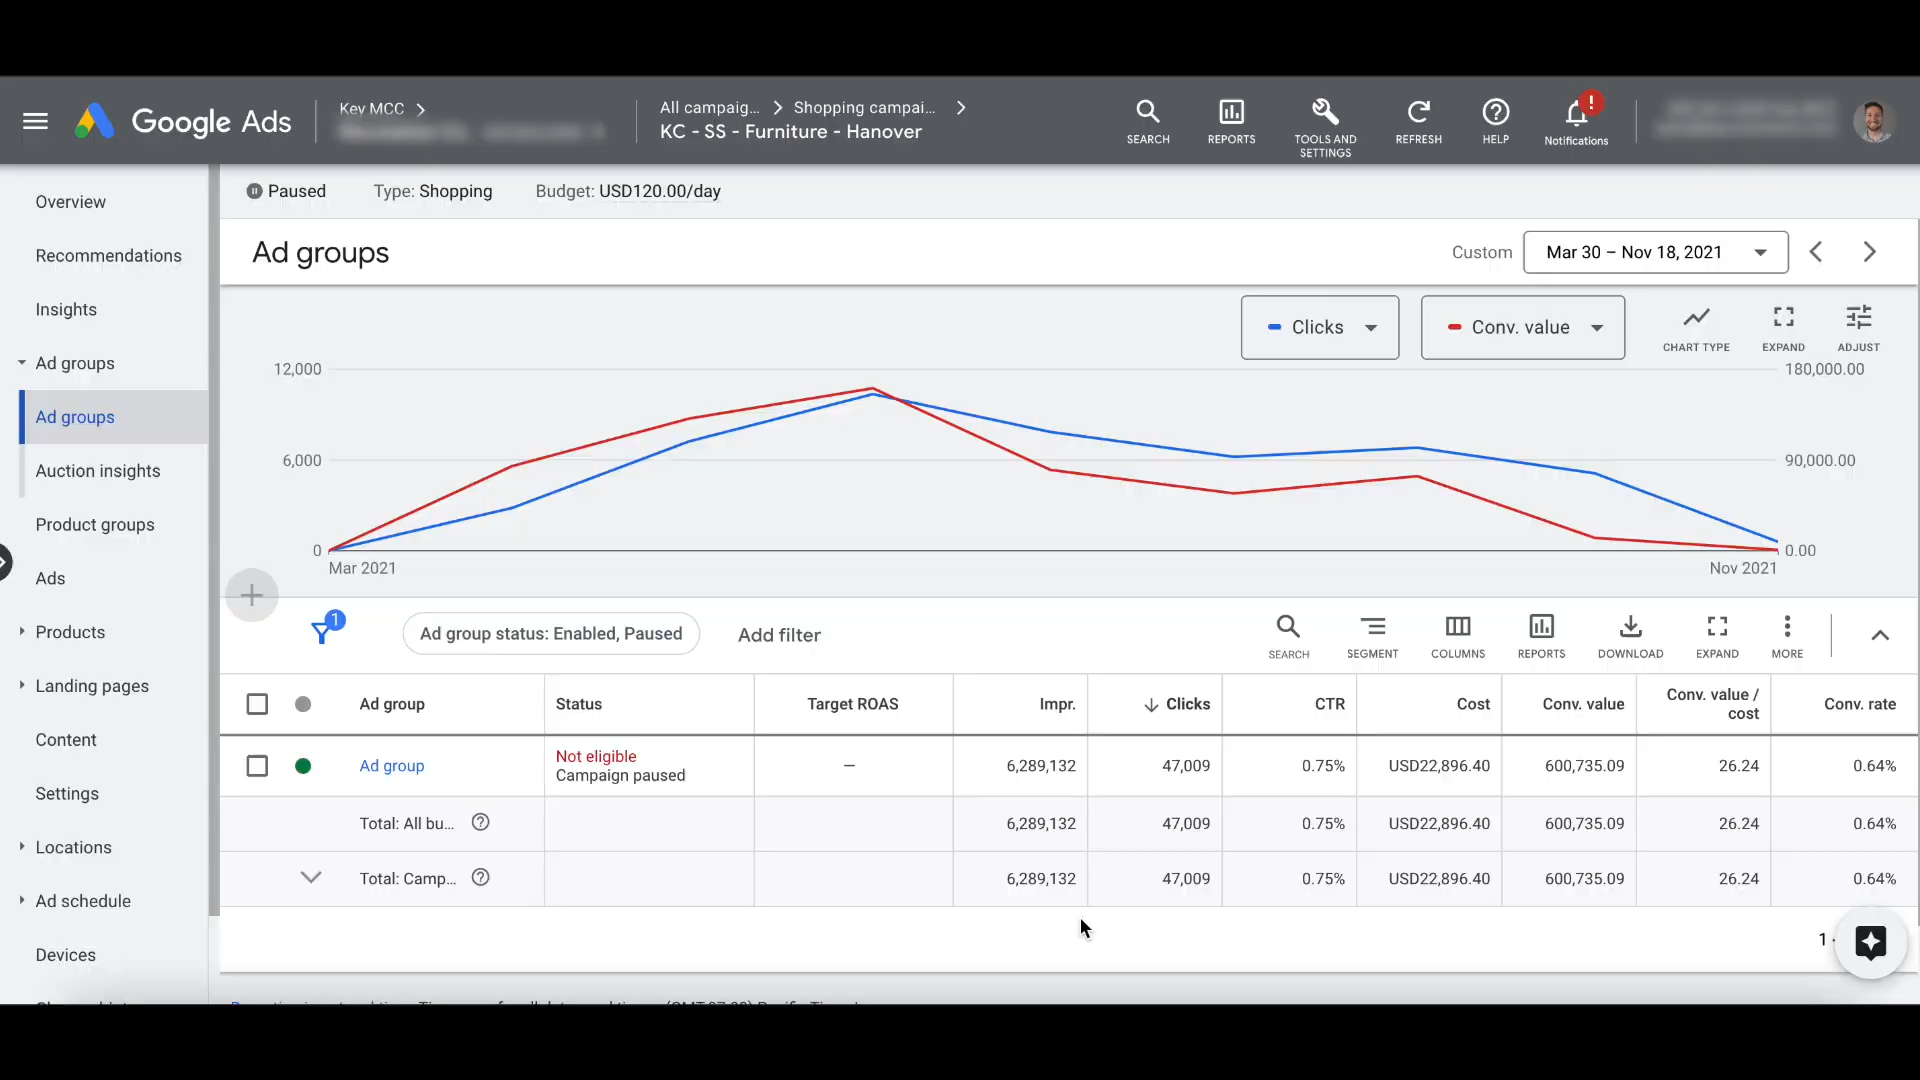 Google Ads
Key MCC
All campaig... Shopping campai...
KC - SS - Furniture - Hanover
SEARCH
REPORTS
TOOLS AND
SETTINGS
REFRESH
HELP
!
Notifications
Overview
Recommendations
Insights
Ad groups
Ad groups
Auction insights
Product groups
Ads
Products
Landing pages
Content
Settings
Locations
Ad schedule
Devices
Paused Type: Shopping Budget: USD120.00/day
Ad groups
Custom Mar 30 – Nov 18, 2021
Clicks Conv. value
CHART TYPE EXPAND ADJUST
12,000 180,000.00
6,000 90,000.00
0 0.00
Mar 2021 Nov 2021
1
Ad group status: Enabled, Paused Add filter
SEARCH SEGMENT COLUMNS REPORTS DOWNLOAD EXPAND MORE
Ad group Status Target ROAS Impr. Clicks CTR Cost Conv. value Conv. value / cost Conv. rate
Ad group Not eligible Campaign paused — 6,289,132 47,009 0.75% USD22,896.40 600,735.09 26.24 0.64%
Total: All bu... 6,289,132 47,009 0.75% USD22,896.40 600,735.09 26.24 0.64%
Total: Camp... 6,289,132 47,009 0.75% USD22,896.40 600,735.09 26.24 0.64%
1 -